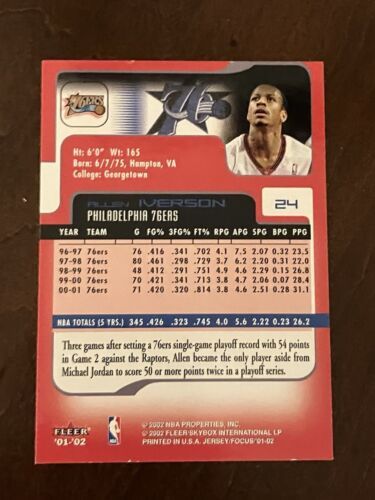 76ERS
Ht: 6'0" Wt: 165
Born: 6/7/75, Hampton, VA
College: Georgetown
ALLEN IVERSON
24
PHILADELPHIA 76ERS
YEAR TEAM G FG% 3FG% FT% RPG APG SPG BPG PPG
96-97 76ers 76 .416 .341 .702 4.1 7.5 2.07 0.32 23.5
97-98 76ers 80 .461 .298 .729 3.7 6.2 2.20 0.31 22.0
98-99 76ers 48 .412 .291 .751 4.9 4.6 2.29 0.15 26.8
99-00 76ers 70 .421 .341 .713 3.8 4.7 2.06 0.07 28.4
00-01 76ers 71 .420 .320 .814 3.8 4.6 2.51 0.28 31.1
NBA TOTALS (5 YRS.) 345 .426 .323 .745 4.0 5.6 2.22 0.23 26.2
Three games after setting a 76ers single-game playoff record with 54 points
in Game 2 against the Raptors, Allen became the only player aside from
Michael Jordan to score 50 or more points twice in a playoff series.
FLEER
'01-'02
NBA
© 2002 NBA PROPERTIES, INC.
© 2002 FLEER/SKYBOX INTERNATIONAL LP
PRINTED IN U.S.A. JERSEY/FOCUS '01-02